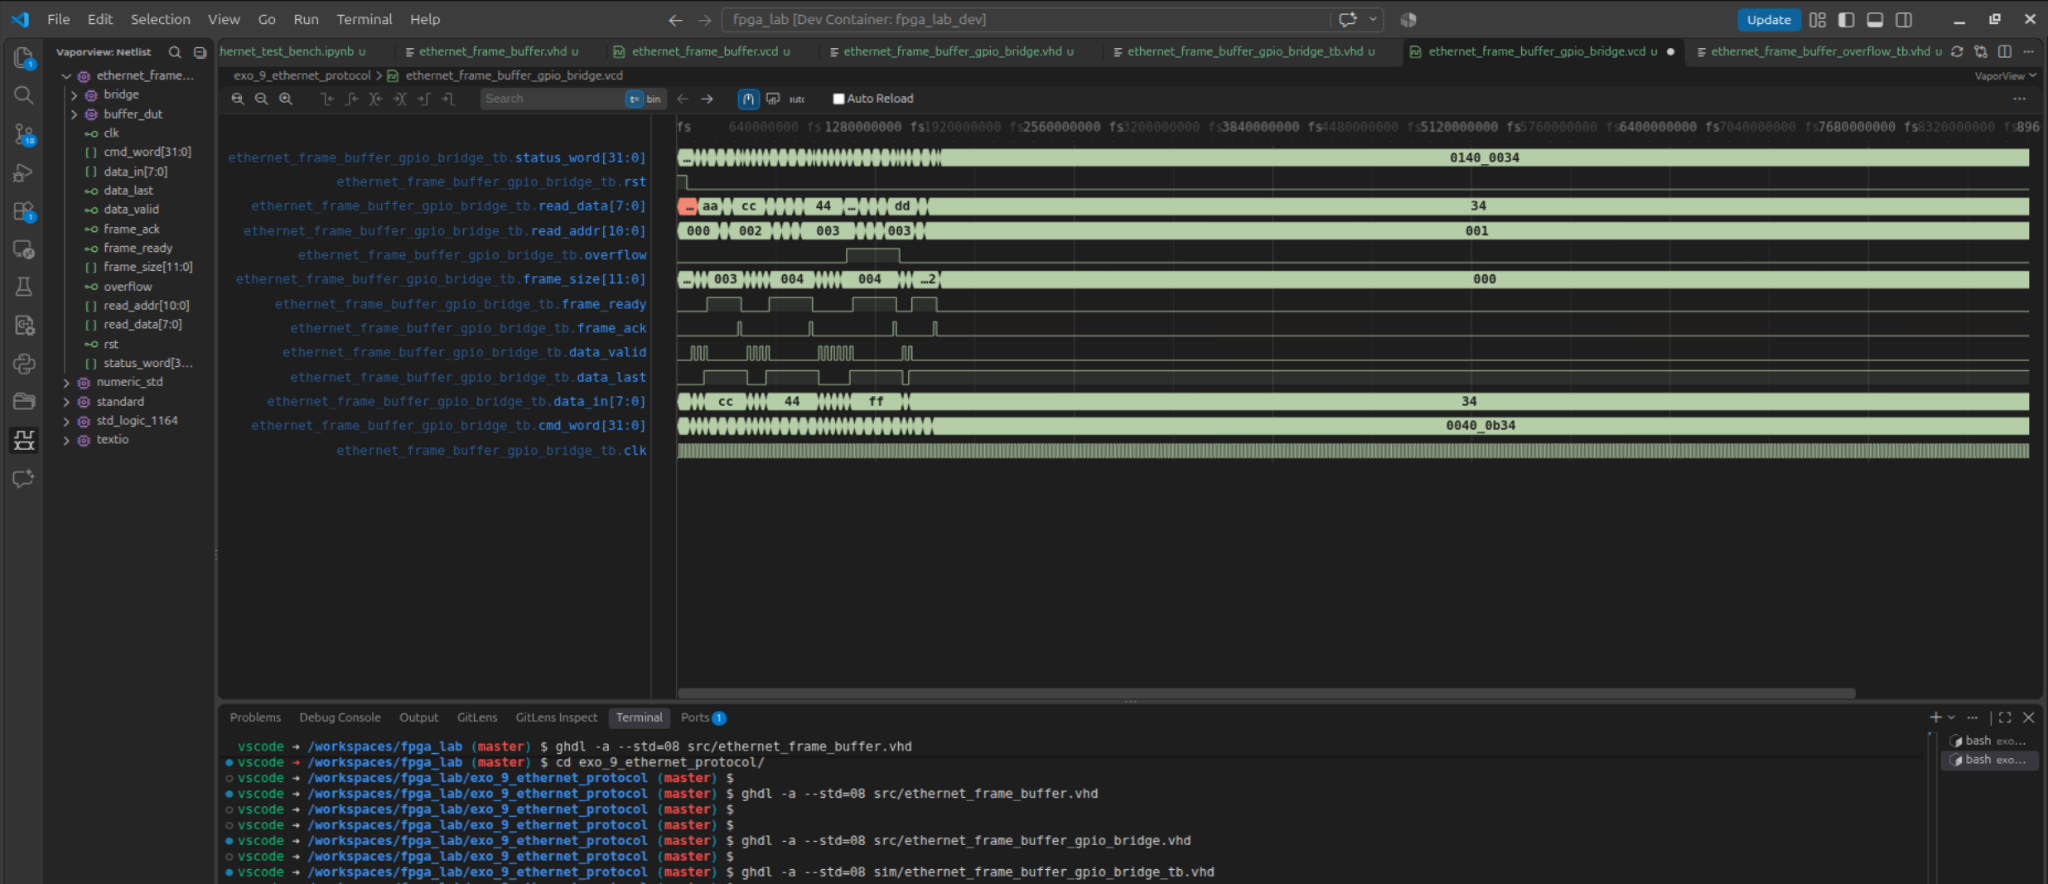 File Edit Selection View Go Run Terminal Help
fpga_lab [Dev Container: fpga_lab_dev]
Update
Vaporview: Netlist
hernet_test_bench.ipynb U
ethernet_frame_buffer.vhd U
ethernet_frame_buffer.vcd U
ethernet_frame_buffer_gpio_bridge.vhd U
ethernet_frame_buffer_gpio_bridge_tb.vhd U
ethernet_frame_buffer_gpio_bridge.vcd U
ethernet_frame_buffer_overflow_tb.vhd U
exo_9_ethernet_protocol > ethernet_frame_buffer_gpio_bridge.vcd
VaporView
Search
bin
Auto Reload
ethernet_frame...
bridge
buffer_dut
clk
cmd_word[31:0]
data_in[7:0]
data_last
data_valid
frame_ack
frame_ready
frame_size[11:0]
overflow
read_addr[10:0]
read_data[7:0]
rst
status_word[3...
numeric_std
standard
std_logic_1164
textio
fs 640000000 fs 1280000000 fs 1920000000 fs 2560000000 fs 3200000000 fs 3840000000 fs 4480000000 fs 5120000000 fs 5760000000 fs 6400000000 fs 7040000000 fs 7680000000 fs 8320000000 fs 896
ethernet_frame_buffer_gpio_bridge_tb.status_word[31:0] ... 0140_0034
ethernet_frame_buffer_gpio_bridge_tb.rst
ethernet_frame_buffer_gpio_bridge_tb.read_data[7:0] ... aa cc 44 ... dd 34
ethernet_frame_buffer_gpio_bridge_tb.read_addr[10:0] 000 002 003 003 001
ethernet_frame_buffer_gpio_bridge_tb.overflow
ethernet_frame_buffer_gpio_bridge_tb.frame_size[11:0] ... 003 004 004 ...2 000
ethernet_frame_buffer_gpio_bridge_tb.frame_ready
ethernet_frame_buffer_gpio_bridge_tb.frame_ack
ethernet_frame_buffer_gpio_bridge_tb.data_valid
ethernet_frame_buffer_gpio_bridge_tb.data_last
ethernet_frame_buffer_gpio_bridge_tb.data_in[7:0] cc 44 ff 34
ethernet_frame_buffer_gpio_bridge_tb.cmd_word[31:0] 0040_0b34
ethernet_frame_buffer_gpio_bridge_tb.clk
Problems Debug Console Output GitLens GitLens Inspect Terminal Ports 1
vscode → /workspaces/fpga_lab (master) $ ghdl -a --std=08 src/ethernet_frame_buffer.vhd
vscode → /workspaces/fpga_lab (master) $ cd exo_9_ethernet_protocol/
vscode → /workspaces/fpga_lab/exo_9_ethernet_protocol (master) $
vscode → /workspaces/fpga_lab/exo_9_ethernet_protocol (master) $ ghdl -a --std=08 src/ethernet_frame_buffer.vhd
vscode → /workspaces/fpga_lab/exo_9_ethernet_protocol (master) $
vscode → /workspaces/fpga_lab/exo_9_ethernet_protocol (master) $
vscode → /workspaces/fpga_lab/exo_9_ethernet_protocol (master) $ ghdl -a --std=08 src/ethernet_frame_buffer_gpio_bridge.vhd
vscode → /workspaces/fpga_lab/exo_9_ethernet_protocol (master) $
vscode → /workspaces/fpga_lab/exo_9_ethernet_protocol (master) $ ghdl -a --std=08 sim/ethernet_frame_buffer_gpio_bridge_tb.vhd
bash exo...
bash exo...